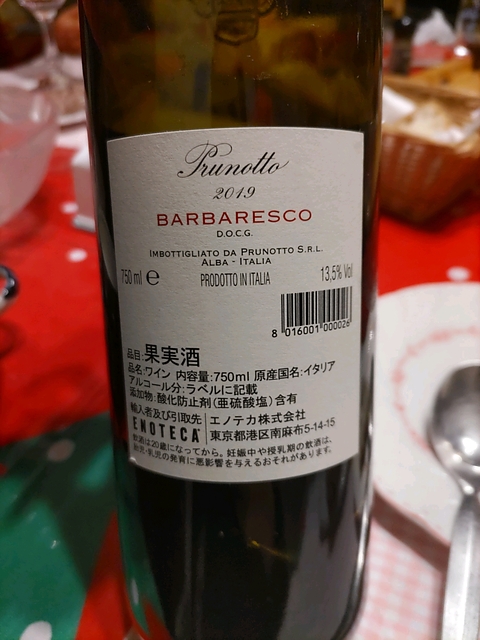 Prunotto
2019
BARBARESCO
D.O.C.G.
IMBOTTIGLIATO DA PRUNOTTO S.R.L.
ALBA - ITALIA
750 ml e PRODOTTO IN ITALIA 13,5% Vol
8 016001 000026
品目:果実酒
品名:ワイン 内容量:750ml 原産国名:イタリア
アルコール分:ラベルに記載
添加物:酸化防止剤(亜硫酸塩)含有
輸入者及び引取先 エノテカ株式会社
ENOTECA 東京都港区南麻布5-14-15
飲酒は20歳になってから。妊娠中や授乳期の飲酒は、
胎児・乳児の発育に悪影響を与えるおそれがあります。